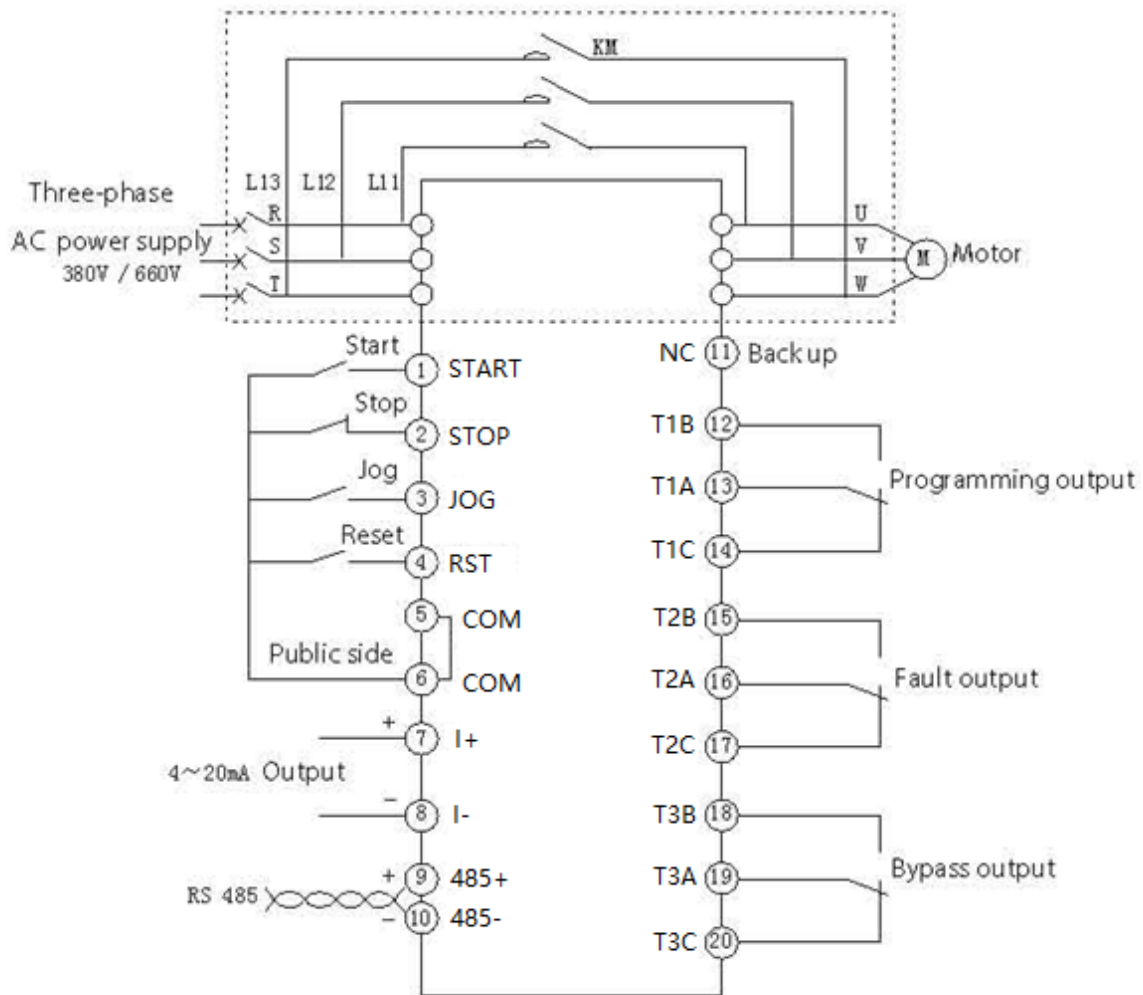 KM
L13 L12 L11
Three-phase
R
U
AC power supply
S
V
M
Motor
380V / 660V
T
W
Start
1
START
NC
11
Back up
Stop
2
STOP
T1B
12
Jog
3
JOG
T1A
13
Programming output
Reset
4
RST
T1C
14
5
COM
T2B
15
Public side
6
COM
T2A
16
Fault output
+
7
I+
T2C
17
4~20mA Output
−
8
I-
T3B
18
+
9
485+
T3A
19
Bypass output
RS 485
−
10
485-
T3C
20